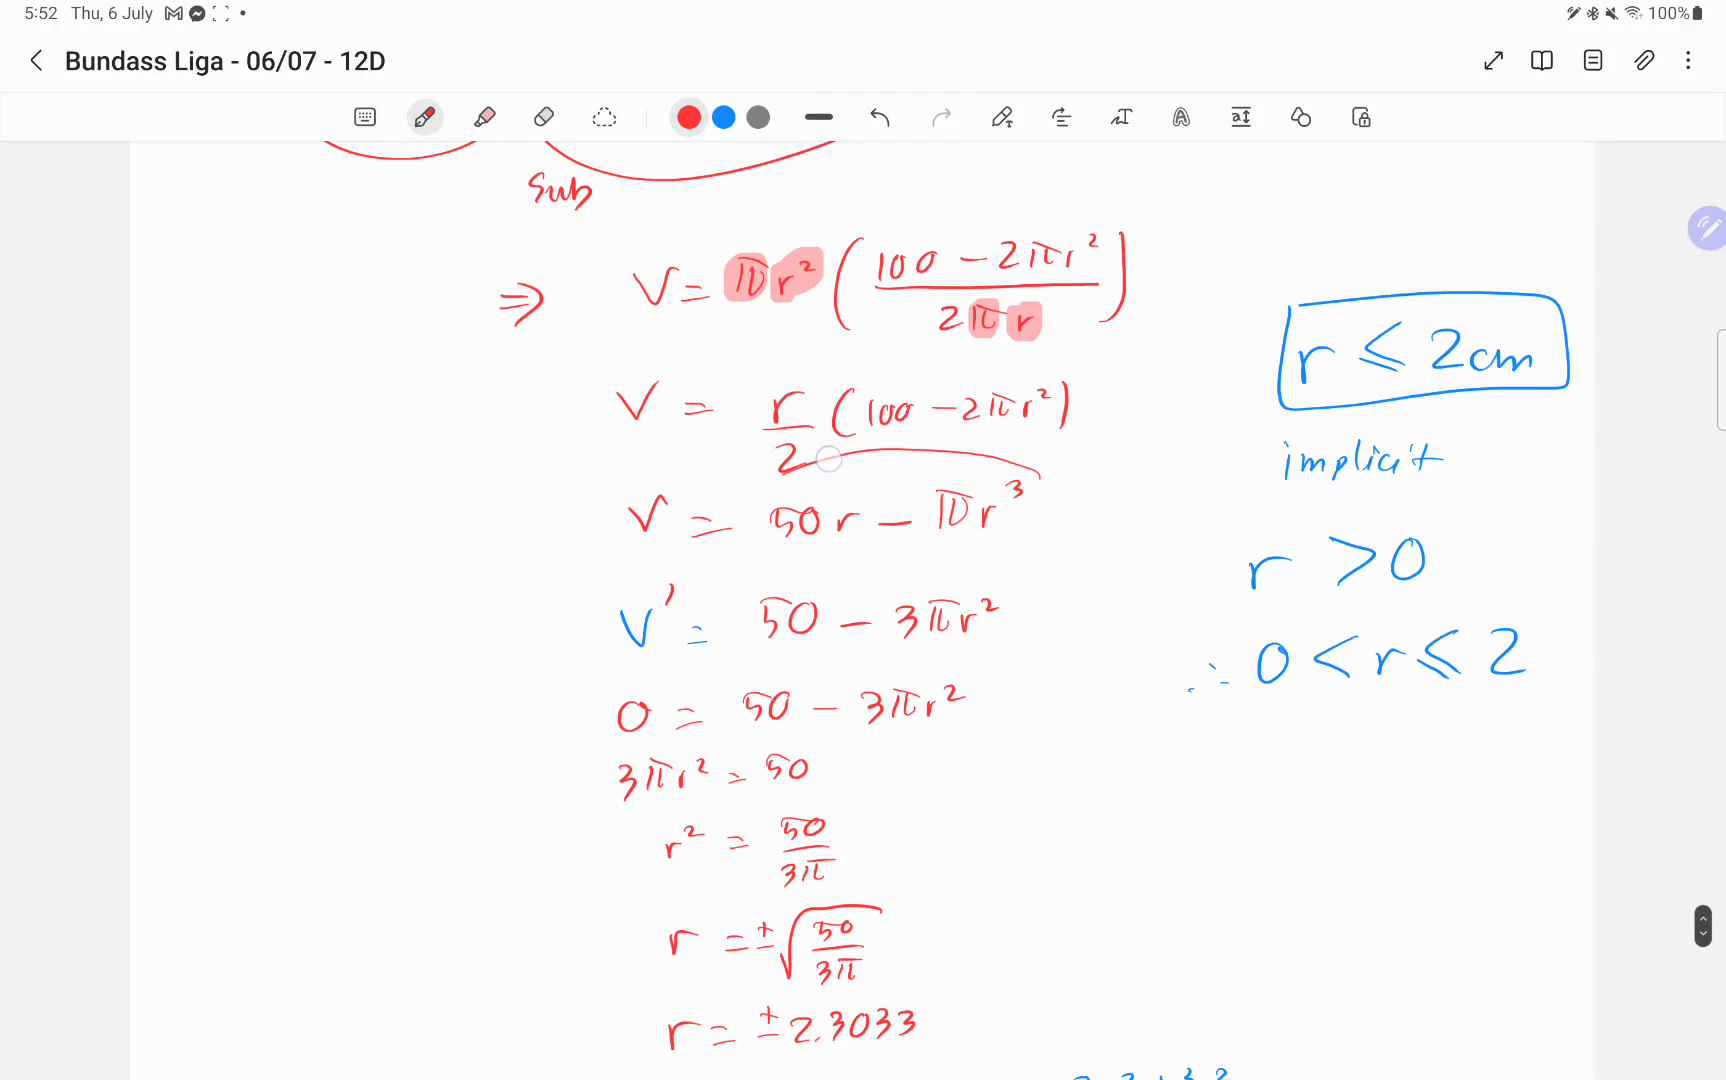 5:52 Thu, 6 July 100%
Bundass Liga - 06/07 - 12D
Sub
⇒ V = πr² ( (100 − 2πr²) / 2πr )
V = r/2 (100 − 2πr²)
V = 50r − πr³
V' = 50 − 3πr²
0 = 50 − 3πr²
3πr² = 50
r² = 50/3π
r = ±√(50/3π)
r = ±2.3033
r ≤ 2cm
implicit
r > 0
∴ 0 < r ≤ 2